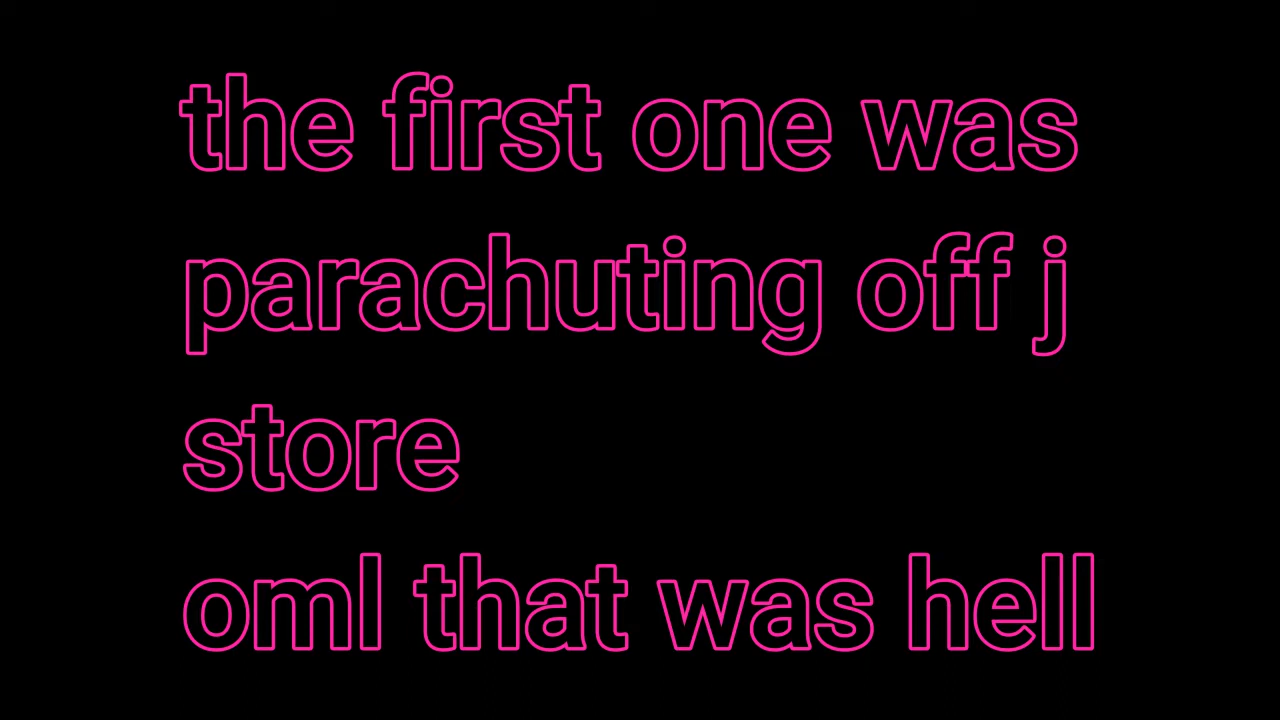 the first one was
parachuting off j
store
oml that was hell